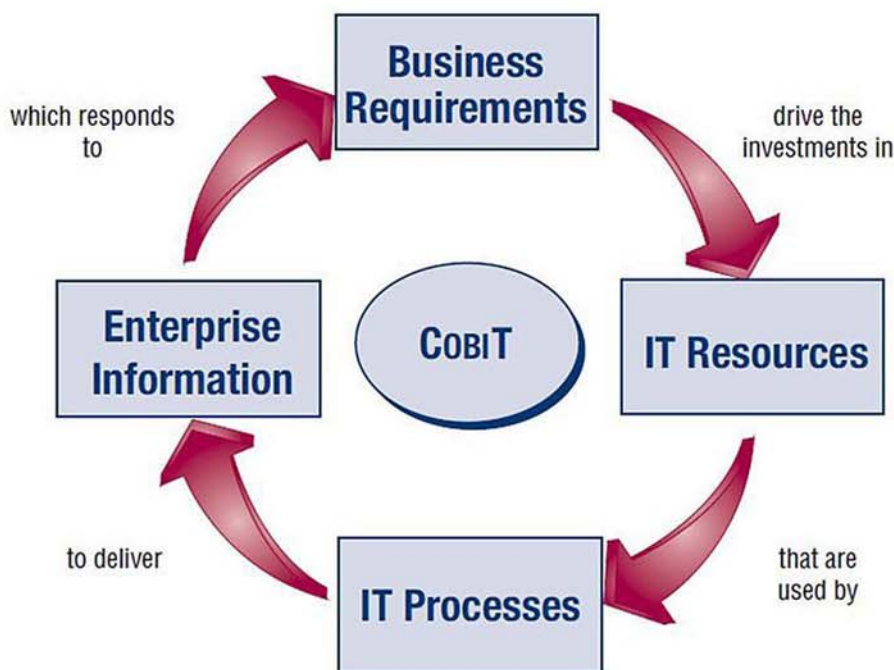 Business
Requirements
which responds
to
drive the
investments in
Enterprise
Information
COBIT
IT Resources
to deliver
IT Processes
that are
used by